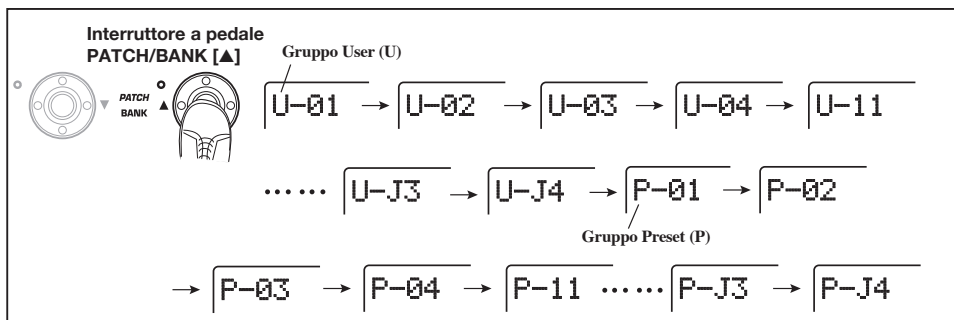 Interruttore a pedale
PATCH/BANK [▲]
Gruppo User (U)
PATCH
BANK
▼
▲
U-01 → U-02 → U-03 → U-04 → U-11
...... U-J3 → U-J4 → P-01 → P-02
Gruppo Preset (P)
→ P-03 → P-04 → P-11 ...... P-J3 → P-J4